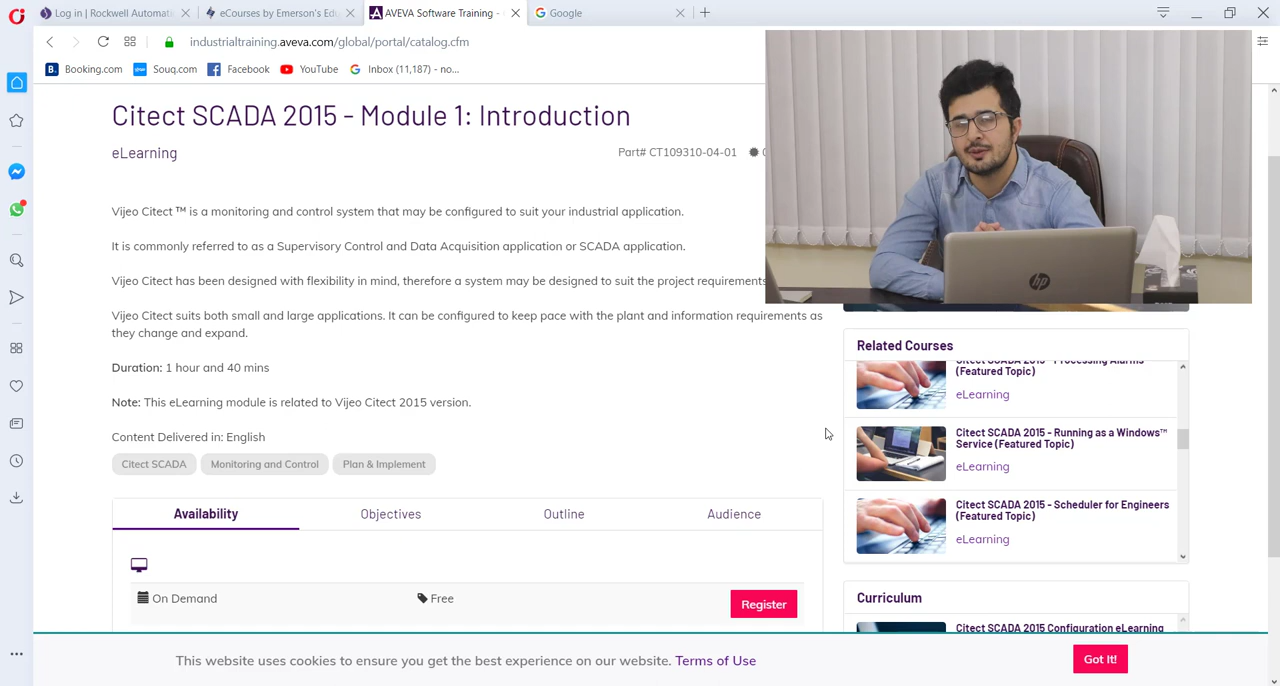 Log in | Rockwell Automati
eCourses by Emerson's Edu
AVEVA Software Training -
Google
industrialtraining.aveva.com/global/portal/catalog.cfm
Booking.com
Souq.com
Facebook
YouTube
Inbox (11,187) - no...
Citect SCADA 2015 - Module 1: Introduction
eLearning
Part# CT109310-04-01
Vijeo Citect ™ is a monitoring and control system that may be configured to suit your industrial application.
It is commonly referred to as a Supervisory Control and Data Acquisition application or SCADA application.
Vijeo Citect has been designed with flexibility in mind, therefore a system may be designed to suit the project requirements
Vijeo Citect suits both small and large applications. It can be configured to keep pace with the plant and information requirements as
they change and expand.
Duration: 1 hour and 40 mins
Note: This eLearning module is related to Vijeo Citect 2015 version.
Content Delivered in: English
Citect SCADA
Monitoring and Control
Plan & Implement
Availability
Objectives
Outline
Audience
On Demand
Free
Register
hp
Related Courses
Citect SCADA 2015 - Processing Alarms
(Featured Topic)
eLearning
Citect SCADA 2015 - Running as a Windows™
Service (Featured Topic)
eLearning
Citect SCADA 2015 - Scheduler for Engineers
(Featured Topic)
eLearning
Curriculum
Citect SCADA 2015 Configuration eLearning
This website uses cookies to ensure you get the best experience on our website. Terms of Use
Got It!